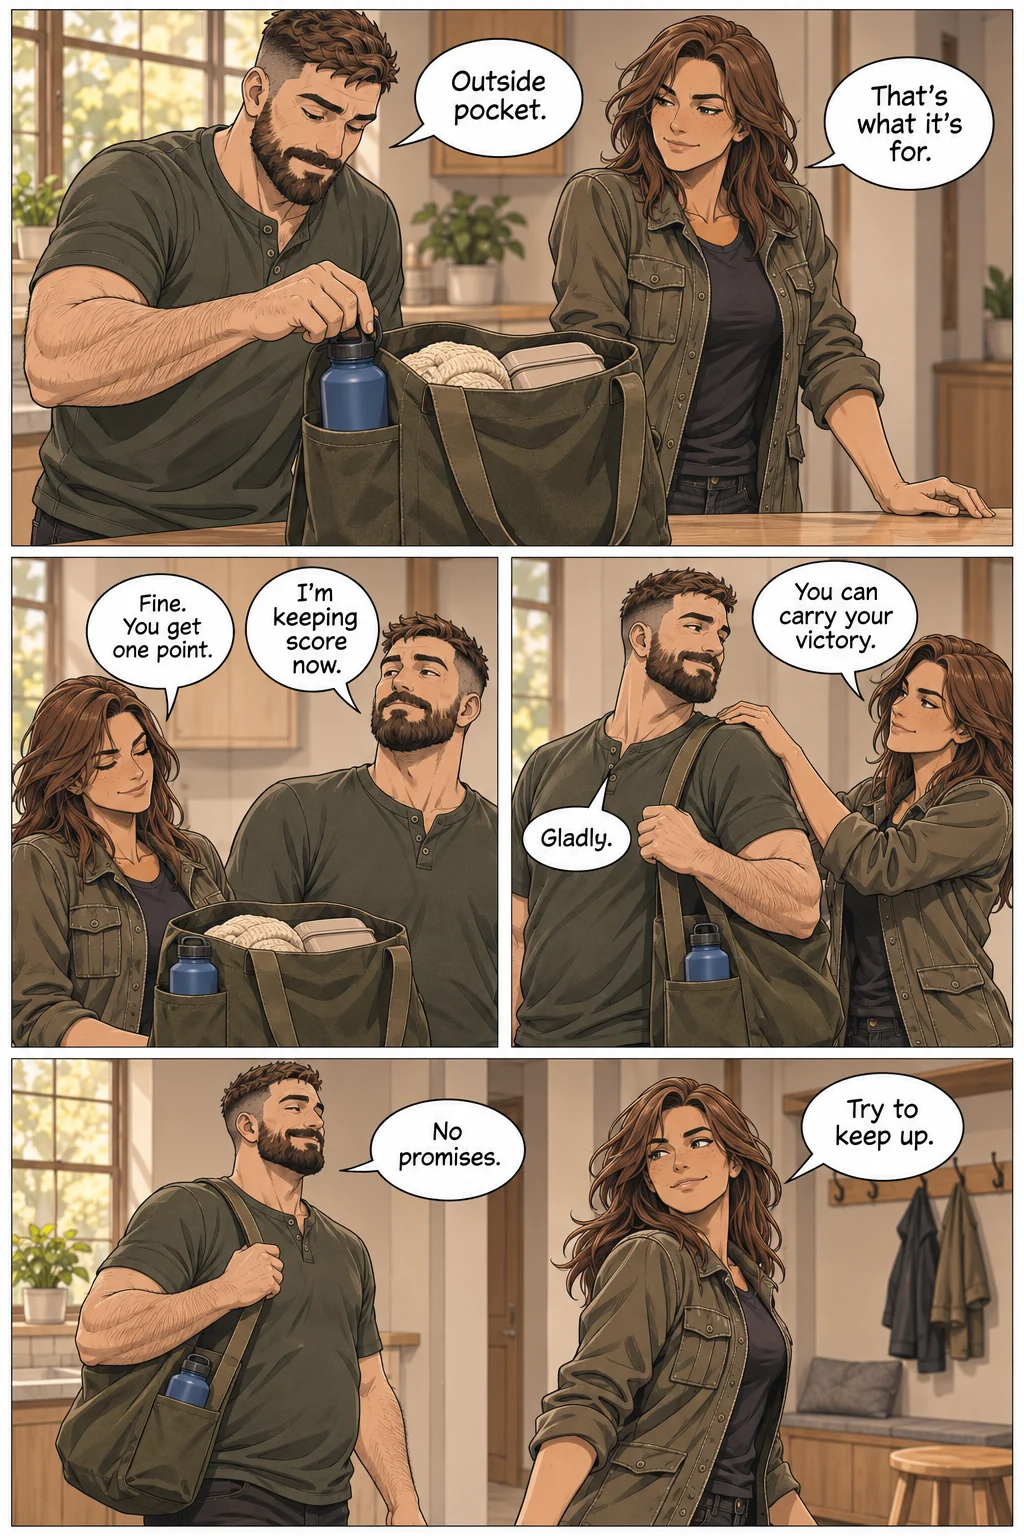 Outside
pocket.
That's
what it's
for.
Fine.
You get
one point.
I'm
keeping
score
now.
You can
carry your
victory.
Gladly.
No
promises.
Try to
keep up.